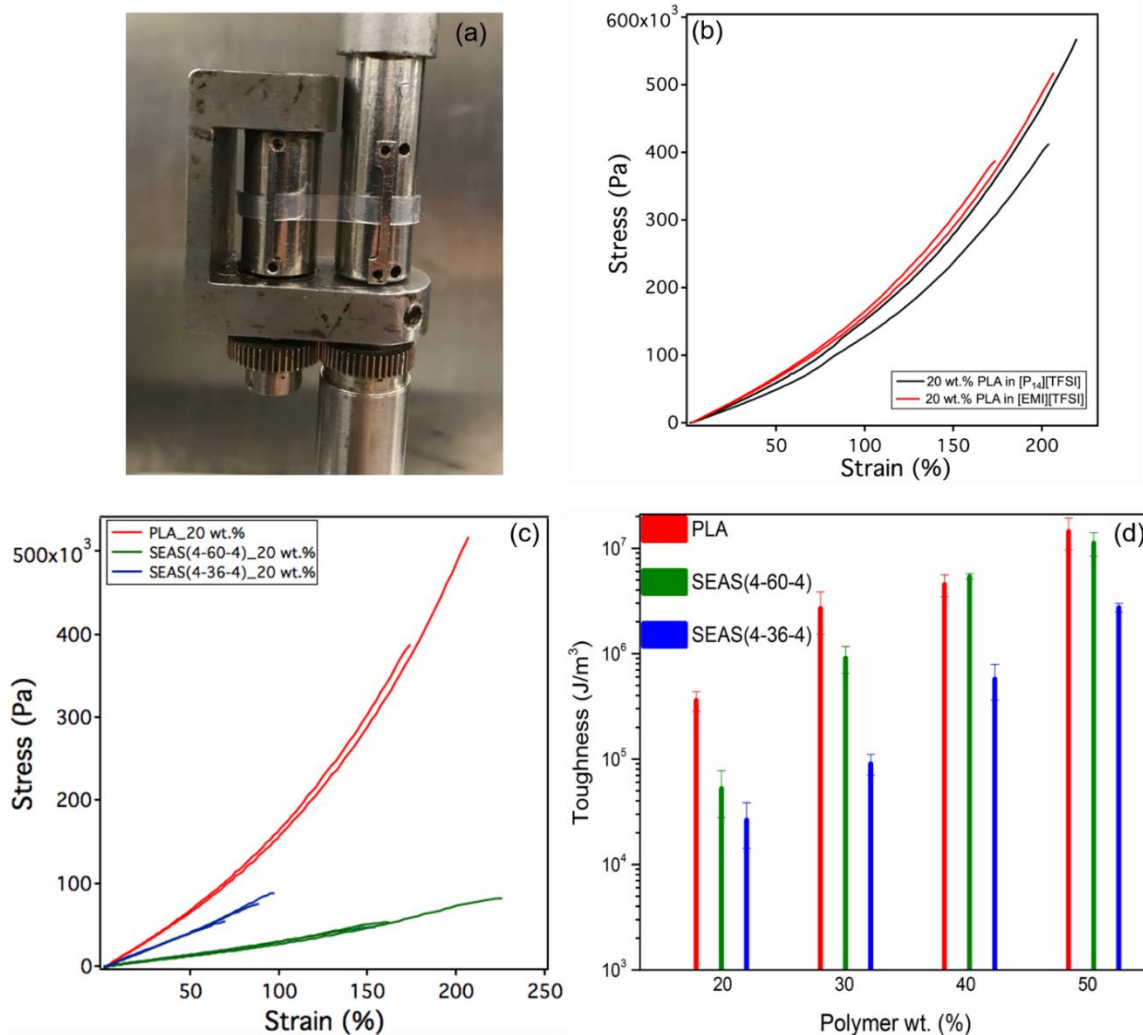 (a)
(b)
600x10³
500
400
300
200
100
0
Stress (Pa)
50
100
150
200
Strain (%)
20 wt.% PLA in [P₁₄][TFSI]
20 wt.% PLA in [EMI][TFSI]
(c)
PLA_20 wt.%
SEAS(4-60-4)_20 wt.%
SEAS(4-36-4)_20 wt.%
500x10³
400
300
200
100
0
Stress (Pa)
50
100
150
200
250
Strain (%)
(d)
PLA
SEAS(4-60-4)
SEAS(4-36-4)
10⁷
10⁶
10⁵
10⁴
10³
Toughness (J/m³)
20
30
40
50
Polymer wt. (%)